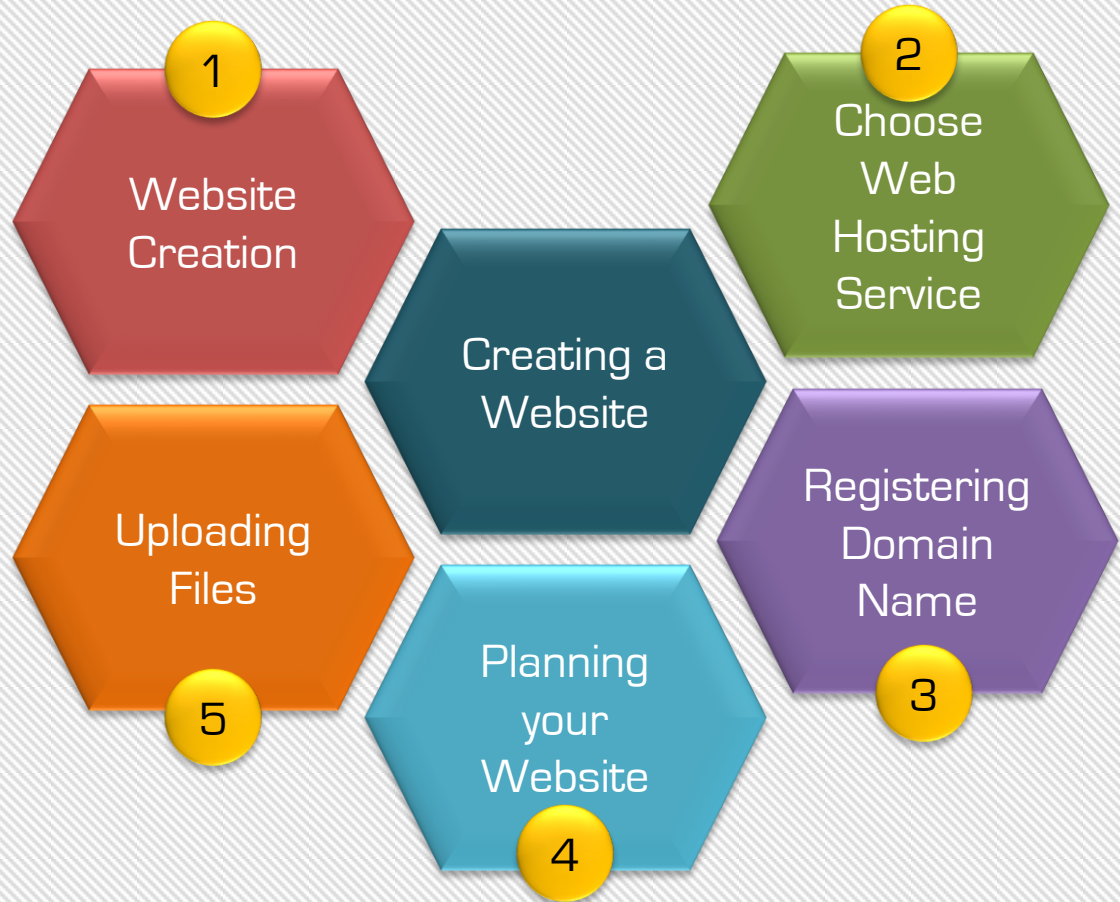 1
Website
Creation
2
Choose
Web
Hosting
Service
Creating a
Website
Registering
Domain
Name
3
Planning
your
Website
4
Uploading
Files
5